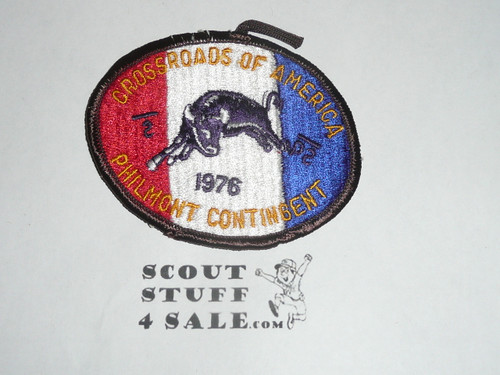 CROSSROADS OF AMERICA
1976
PHILMONT CONTINGENT
SCOUT
STUFF
4 SALE.COM